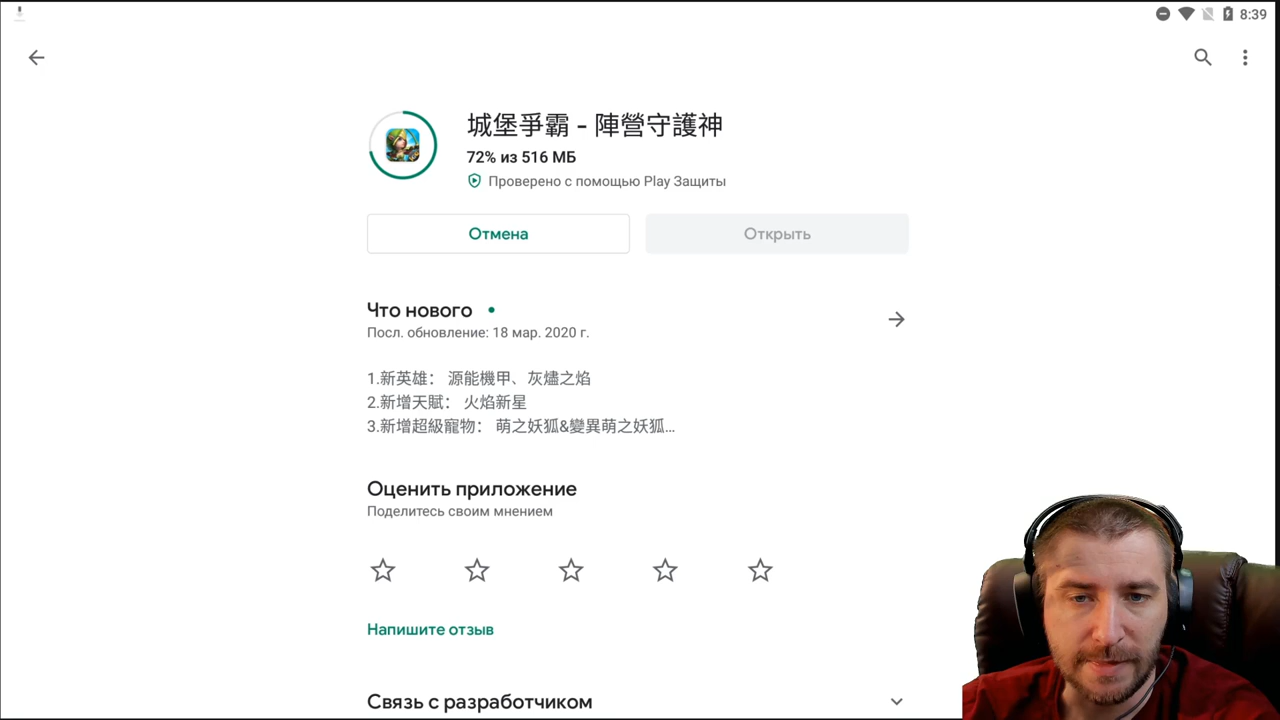 8:39
城堡爭霸 - 陣營守護神
72% из 516 МБ
Проверено с помощью Play Защиты
Отмена
Открыть
Что нового
Посл. обновление: 18 мар. 2020 г.
1.新英雄： 源能機甲、灰燼之焰
2.新增天賦： 火焰新星
3.新增超級寵物： 萌之妖狐&變異萌之妖狐...
Оценить приложение
Поделитесь своим мнением
Напишите отзыв
Связь с разработчиком